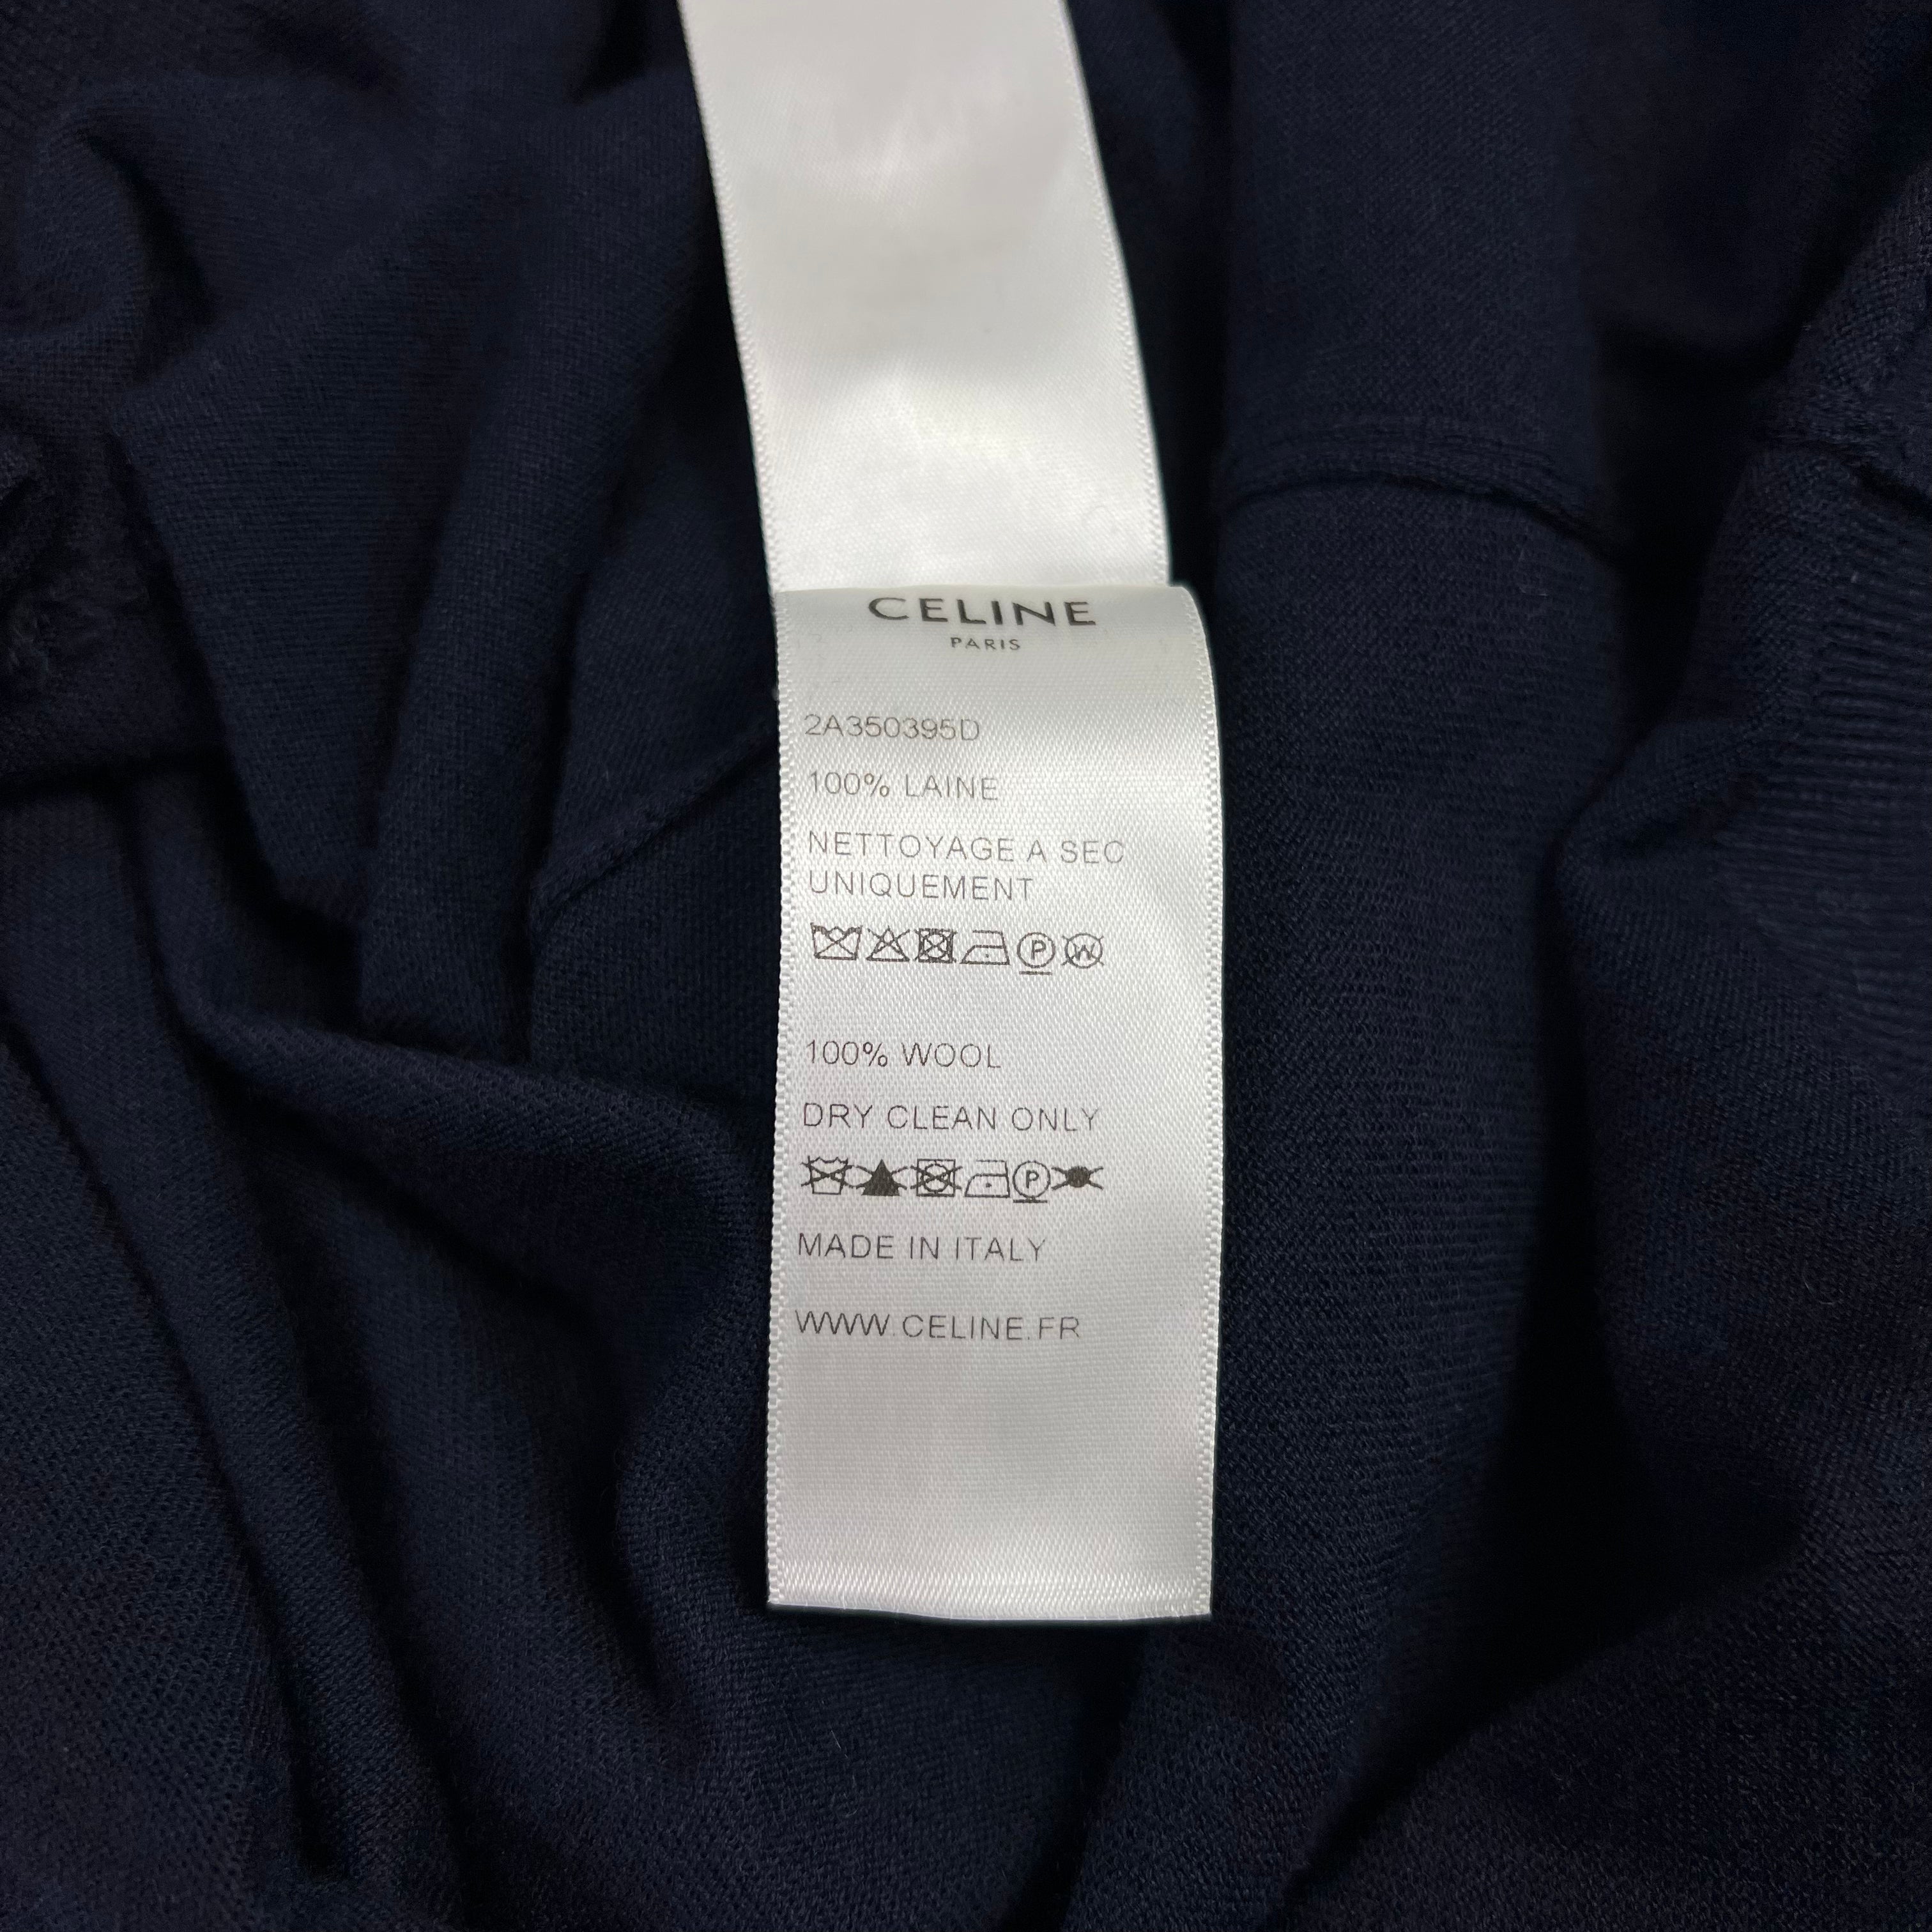 CELINE
PARIS
2A350395D
100% LAINE
NETTOYAGE A SEC
UNIQUEMENT
P W
100% WOOL
DRY CLEAN ONLY
P
MADE IN ITALY
WWW.CELINE.FR